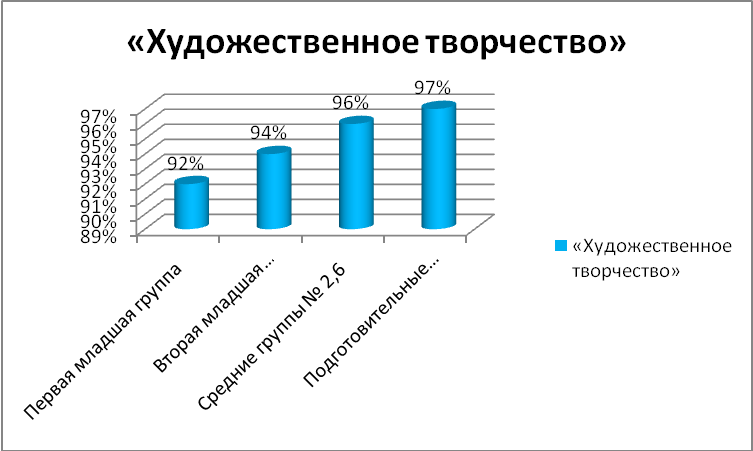 «Художественное творчество»
97%
96%
95%
94%
93%
92%
91%
90%
89%
92%
94%
96%
97%
Первая младшая группа
Вторая младшая...
Средние группы № 2,6
Подготовительные...
«Художественное
творчество»